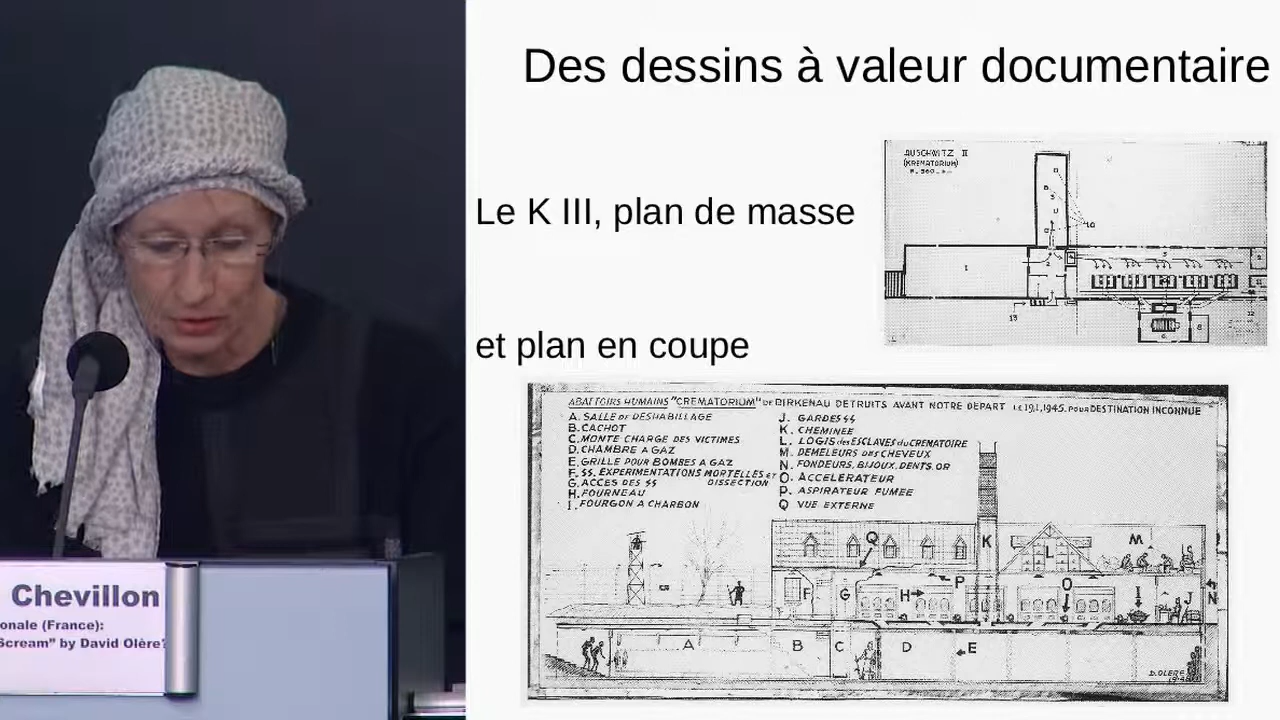 Des dessins à valeur documentaire
Le K III, plan de masse
AUSCHWITZ II
(KREMATORIUM)
et plan en coupe
ABATTOIRS HUMAINS "CREMATORIUM" DE BIRKENAU DETRUITS AVANT NOTRE DEPART LE 19.1.1945. POUR DESTINATION INCONNUE
A. SALLE DE DESHABILLAGE
B. CACHOT
C. MONTE CHARGE DES VICTIMES
D. CHAMBRE A GAZ
E. GRILLE POUR BOMBES A GAZ
F. SS. EXPERIMENTATIONS MORTELLES ET DISSECTION
G. ACCES DES SS
H. FOURNEAU
I. FOURGON A CHARBON
J. GARDES SS
K. CHEMINEE
L. LOGIS des ESCLAVES du CREMATOIRE
M. DEMELEURS DES CHEVEUX
N. FONDEURS, BIJOUX, DENTS, OR
O. ACCELERATEUR
P. ASPIRATEUR FUMEE
Q VUE EXTERNE
Q K L M
F G H P O I J N
A B C D E
D. OLERE
Chevillon
onale (France):
Scream" by David Olère?